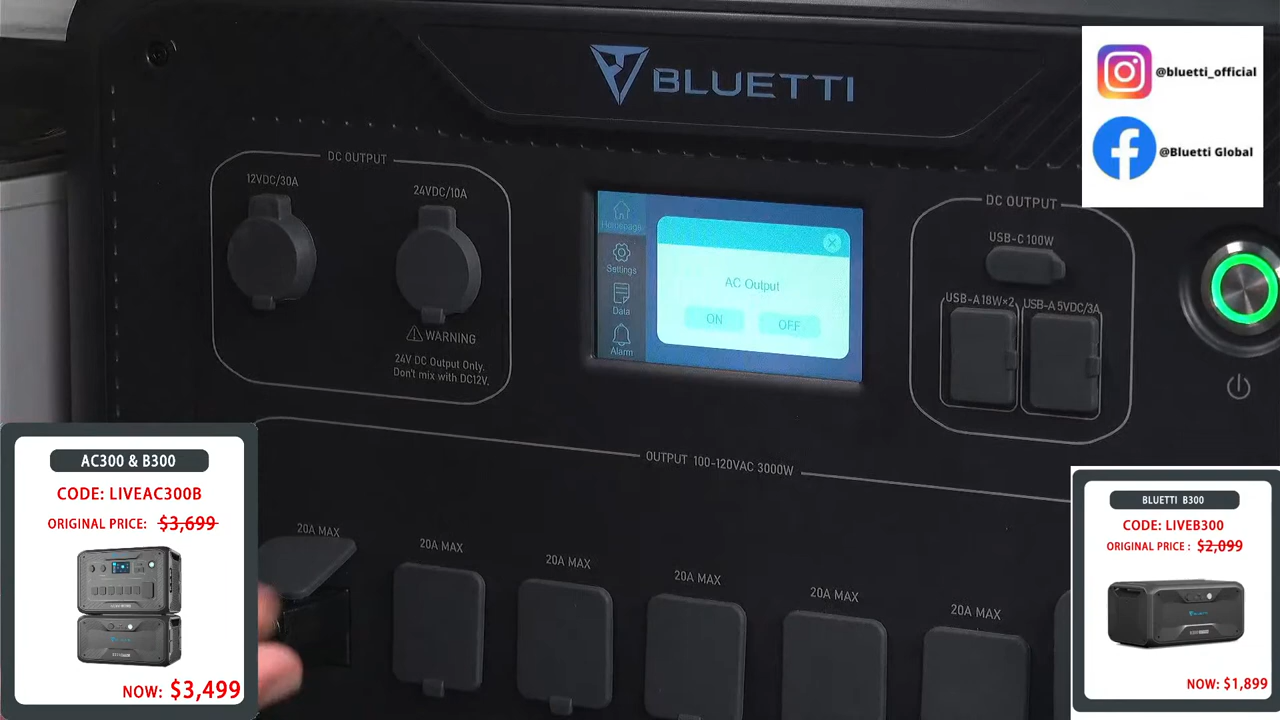 BLUETTI
@bluetti_official
@Bluetti Global
DC OUTPUT
12VDC/30A
24VDC/10A
WARNING
24V DC Output Only.
Don't mix with DC12V.
Homepage
Settings
Data
Alarm
AC Output
ON
OFF
DC OUTPUT
USB-C 100W
USB-A 18W×2
USB-A 5VDC/3A
OUTPUT 100-120VAC 3000W
20A MAX
20A MAX
20A MAX
20A MAX
20A MAX
20A MAX
AC300 & B300
CODE: LIVEAC300B
ORIGINAL PRICE: $3,699
NOW: $3,499
BLUETTI B300
CODE: LIVEB300
ORIGINAL PRICE : $2,099
NOW: $1,899